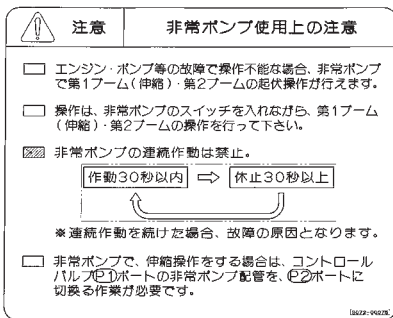 注意
非常ポンプ使用上の注意
エンジン・ポンプ等の故障で操作不能な場合、非常ポンプ
で第1ブーム(伸縮)・第2ブームの起伏操作が行えます。
操作は、非常ポンプのスイッチを入れながら、第1ブーム
(伸縮)・第2ブームの操作を行って下さい。
非常ポンプの連続作動は禁止。
作動30秒以内 ⇨ 休止30秒以上
※連続作動を続けた場合、故障の原因となります。
非常ポンプで、伸縮操作をする場合は、コントロール
バルブP1ポートの非常ポンプ配管を、P2ポートに
切換る作業が必要です。